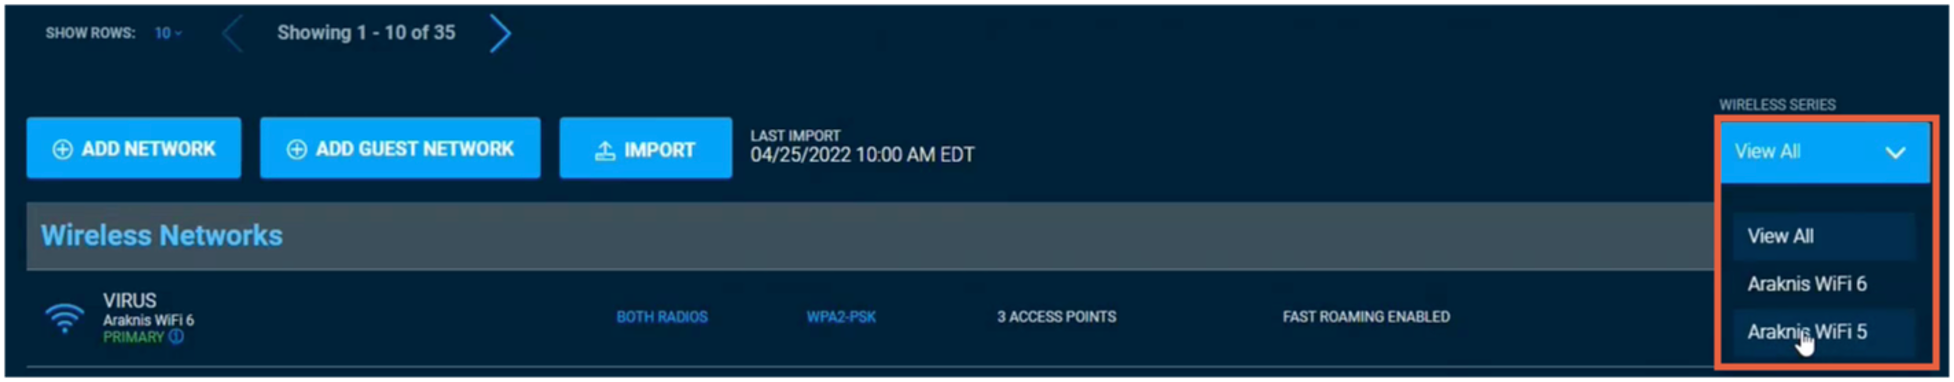 SHOW ROWS: 10 Showing 1 - 10 of 35
WIRELESS SERIES
ADD NETWORK
ADD GUEST NETWORK
IMPORT
LAST IMPORT
04/25/2022 10:00 AM EDT
View All
Wireless Networks
View All
Araknis WiFi 6
Araknis WiFi 5
VIRUS
Araknis WiFi 6
PRIMARY
BOTH RADIOS
WPA2-PSK
3 ACCESS POINTS
FAST ROAMING ENABLED